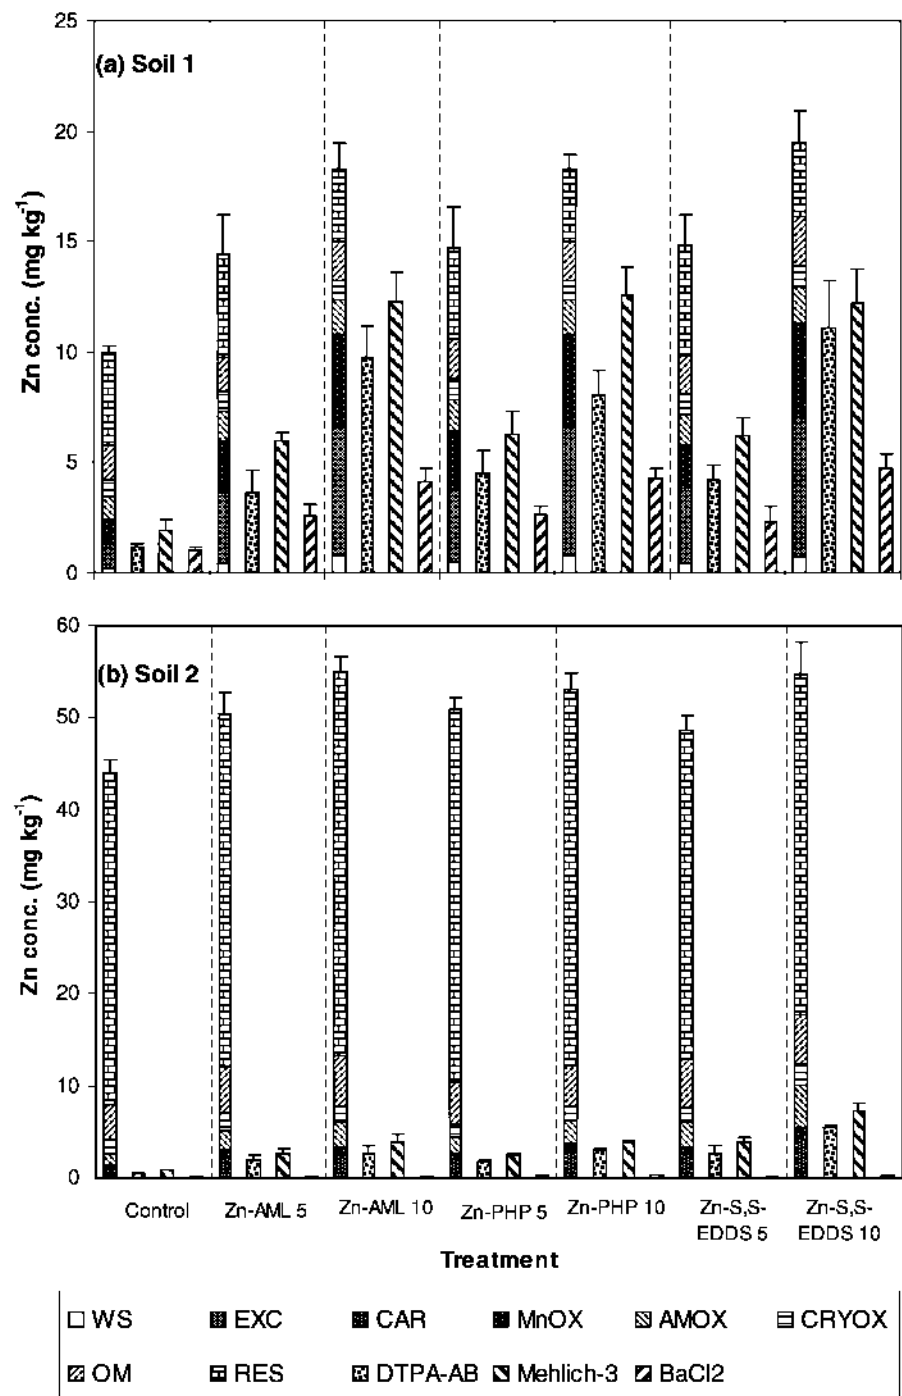 25
(a) Soil 1
20
15
10
5
0
Zn conc. (mg kg-1)
60
(b) Soil 2
50
40
30
20
10
0
Zn conc. (mg kg-1)
Control Zn-AML 5 Zn-AML 10 Zn-PHP 5 Zn-PHP 10 Zn-S,S-EDDS 5 Zn-S,S-EDDS 10
Treatment
WS EXC CAR MnOX AMOX CRYOX
OM RES DTPA-AB Mehlich-3 BaCl2